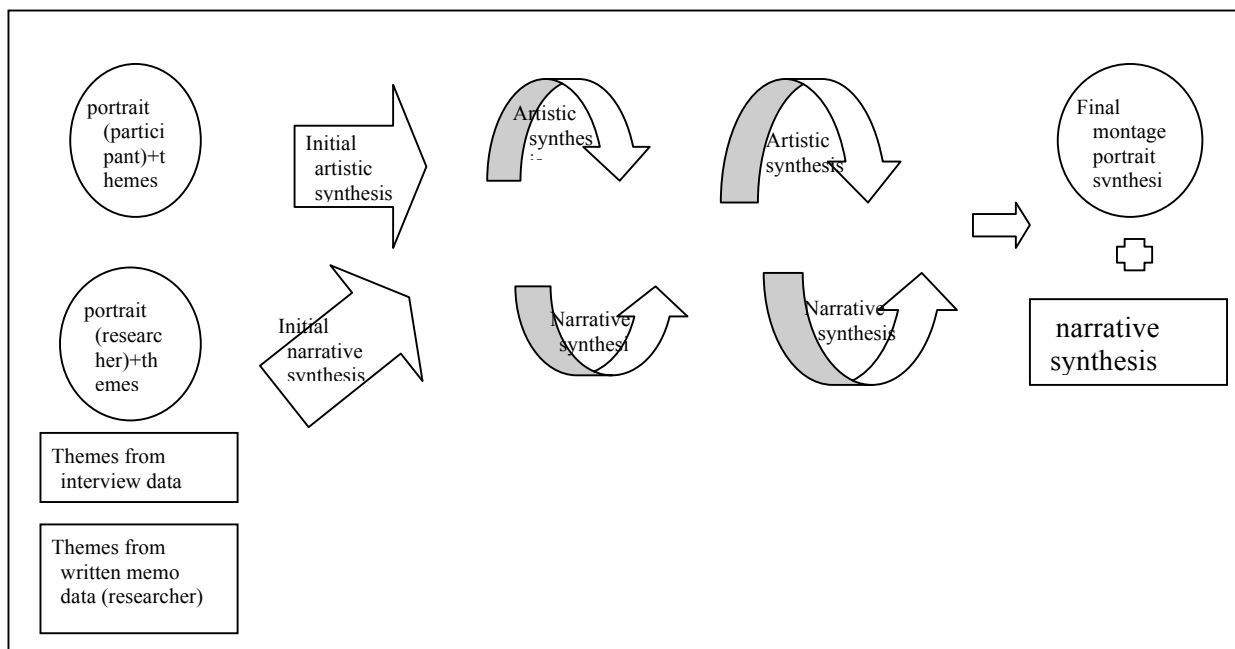 portrait
(partici
pant)+t
hemes
Initial
artistic
synthesis
Artistic
synthes
Artistic
synthesis
Final
montage
portrait
synthesi
portrait
(researc
her)+th
emes
Initial
narrative
synthesis
Narrative
synthesi
Narrative
synthesis
narrative
synthesis
Themes from
interview data
Themes from
written memo
data (researcher)